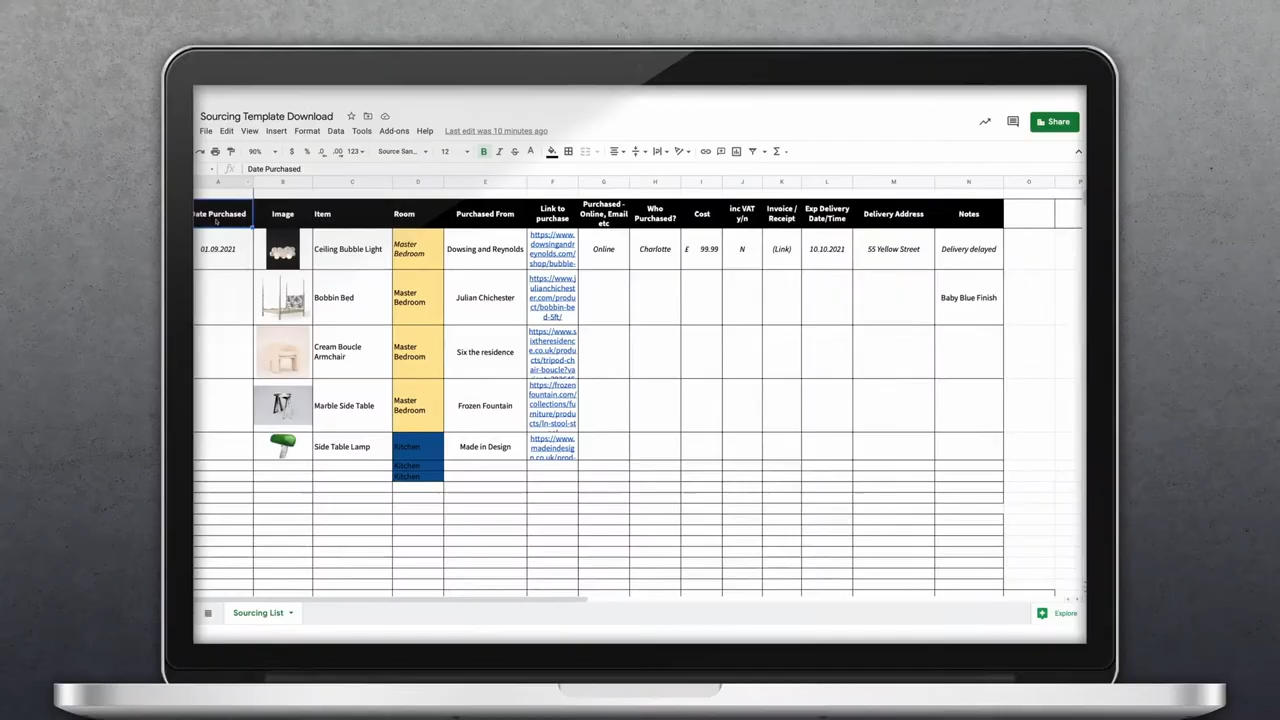 Sourcing Template Download
File Edit View Insert Format Data Tools Add-ons Help Last edit was 10 minutes ago
Share
90% $ % .0 .00 123 Source San... 12 B I S A
fx Date Purchased
A B C D E F G H I J K L M N O P
ate Purchased Image Item Room Purchased From Link to purchase Purchased - Online, Email etc Who Purchased? Cost inc VAT y/n Invoice / Receipt Exp Delivery Date/Time Delivery Address Notes
01.09.2021 Ceiling Bubble Light Master Bedroom Dowsing and Reynolds https://www.dowsingandreynolds.com/shop/bubble- Online Charlotte £ 99.99 N (Link) 10.10.2021 55 Yellow Street Delivery delayed
Bobbin Bed Master Bedroom Julian Chichester https://www.julianchichester.com/product/bobbin-bed-5ft/ Baby Blue Finish
Cream Boucle Armchair Master Bedroom Six the residence https://www.sixtheresidence.co.uk/products/tripod-chair-boucle?va
Marble Side Table Master Bedroom Frozen Fountain https://frozenfountain.com/collections/furniture/products/ln-stool-st
Side Table Lamp Kitchen Made in Design https://www.madeindesign.co.uk/prod-
Kitchen
Kitchen
Sourcing List
Explore